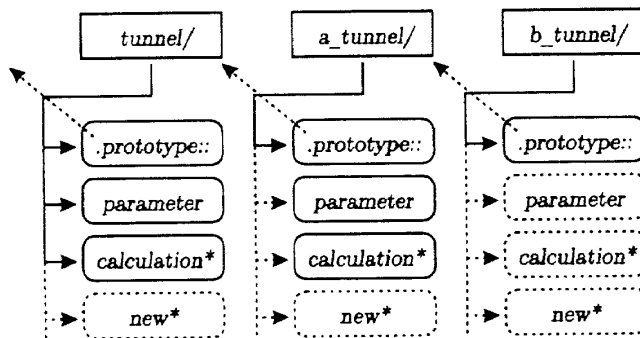 tunnel/ a_tunnel/ b_tunnel/
.prototype:: .prototype:: .prototype::
parameter parameter parameter
calculation* calculation* calculation*
new* new* new*